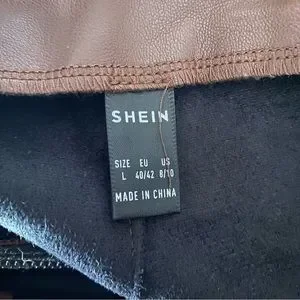 SHEIN
SIZE EU US
L 40/42 8/10
MADE IN CHINA